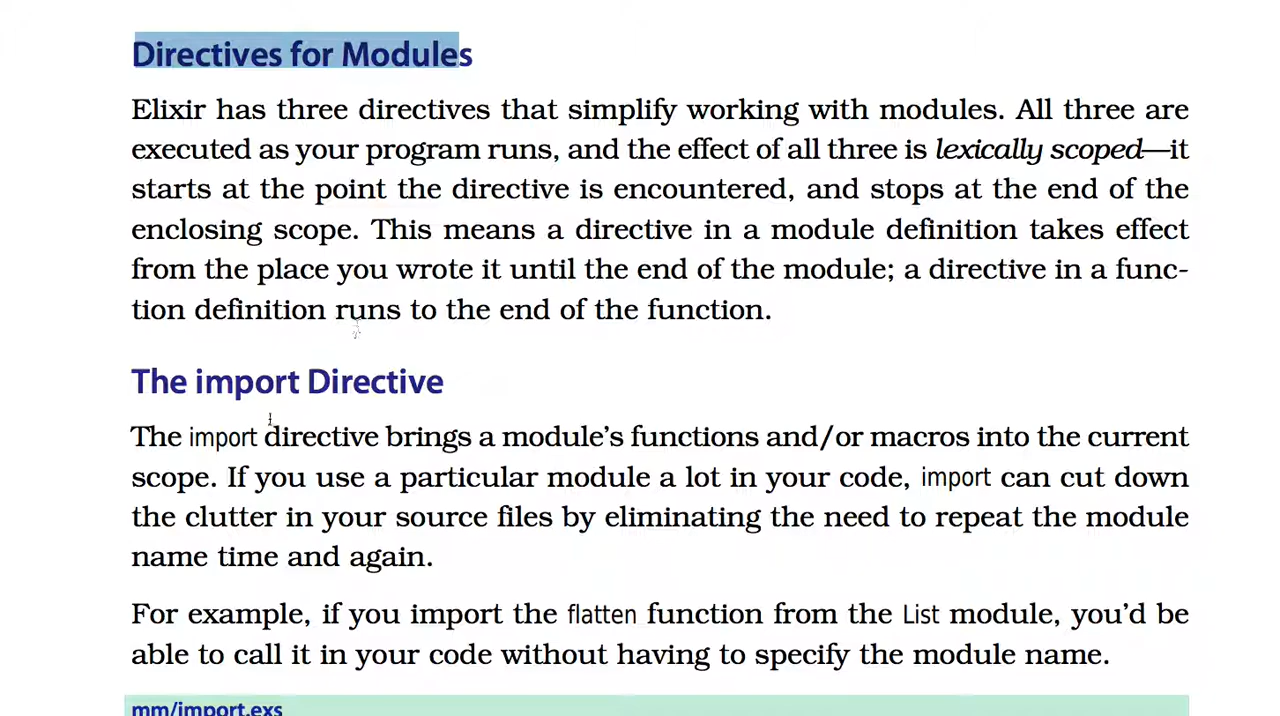 Directives for Modules
Elixir has three directives that simplify working with modules. All three are
executed as your program runs, and the effect of all three is lexically scoped—it
starts at the point the directive is encountered, and stops at the end of the
enclosing scope. This means a directive in a module definition takes effect
from the place you wrote it until the end of the module; a directive in a func-
tion definition runs to the end of the function.
The import Directive
The import directive brings a module’s functions and/or macros into the current
scope. If you use a particular module a lot in your code, import can cut down
the clutter in your source files by eliminating the need to repeat the module
name time and again.
For example, if you import the flatten function from the List module, you’d be
able to call it in your code without having to specify the module name.
mm/import.exs